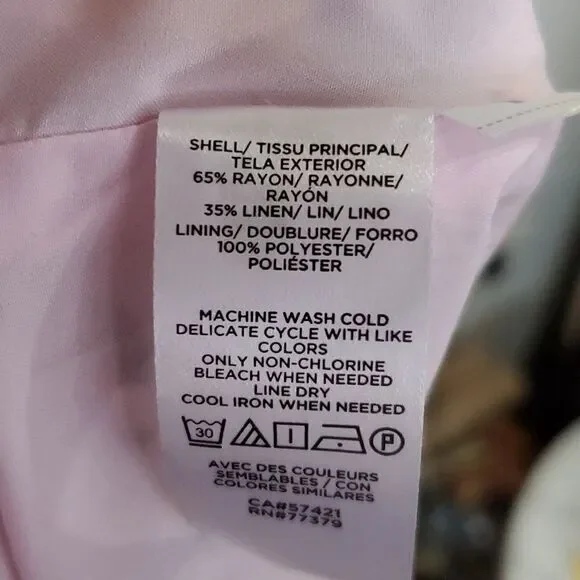 SHELL/ TISSU PRINCIPAL/
TELA EXTERIOR
65% RAYON/ RAYONNE/
RAYÓN
35% LINEN/ LIN/ LINO
LINING/ DOUBLURE/ FORRO
100% POLYESTER/
POLIÉSTER
MACHINE WASH COLD
DELICATE CYCLE WITH LIKE
COLORS
ONLY NON-CHLORINE
BLEACH WHEN NEEDED
LINE DRY
COOL IRON WHEN NEEDED
30 P
AVEC DES COULEURS
SEMBLABLES / CON
COLORES SIMILARES
CA#57421
RN#77379